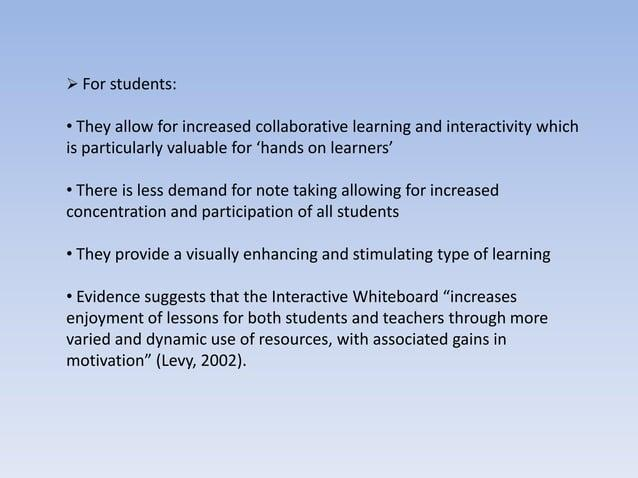 ➢ For students:
• They allow for increased collaborative learning and interactivity which
is particularly valuable for ‘hands on learners’
• There is less demand for note taking allowing for increased
concentration and participation of all students
• They provide a visually enhancing and stimulating type of learning
• Evidence suggests that the Interactive Whiteboard “increases
enjoyment of lessons for both students and teachers through more
varied and dynamic use of resources, with associated gains in
motivation” (Levy, 2002).